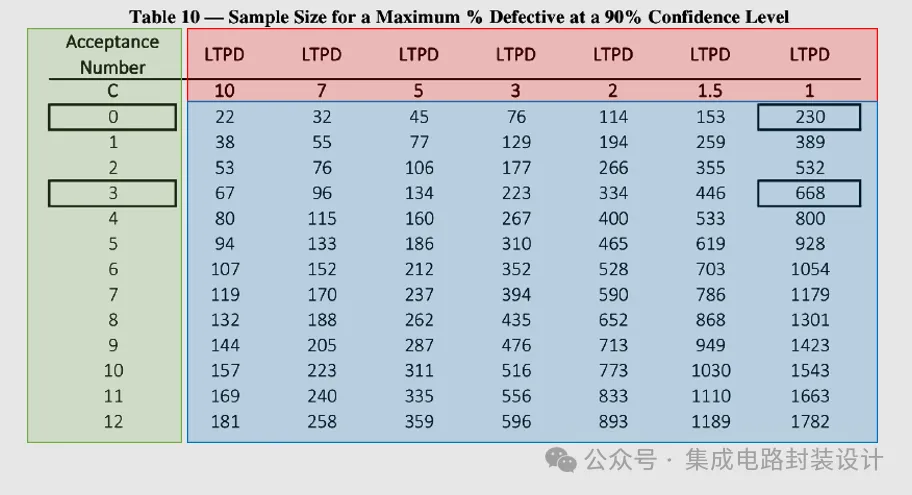 Table 10 — Sample Size for a Maximum % Defective at a 90% Confidence Level
Acceptance Number LTPD LTPD LTPD LTPD LTPD LTPD LTPD
C 10 7 5 3 2 1.5 1
0 22 32 45 76 114 153 230
1 38 55 77 129 194 259 389
2 53 76 106 177 266 355 532
3 67 96 134 223 334 446 668
4 80 115 160 267 400 533 800
5 94 133 186 310 465 619 928
6 107 152 212 352 528 703 1054
7 119 170 237 394 590 786 1179
8 132 188 262 435 652 868 1301
9 144 205 287 476 713 949 1423
10 157 223 311 516 773 1030 1543
11 169 240 335 556 833 1110 1663
12 181 258 359 596 893 1189 1782
公众号 · 集成电路封装设计